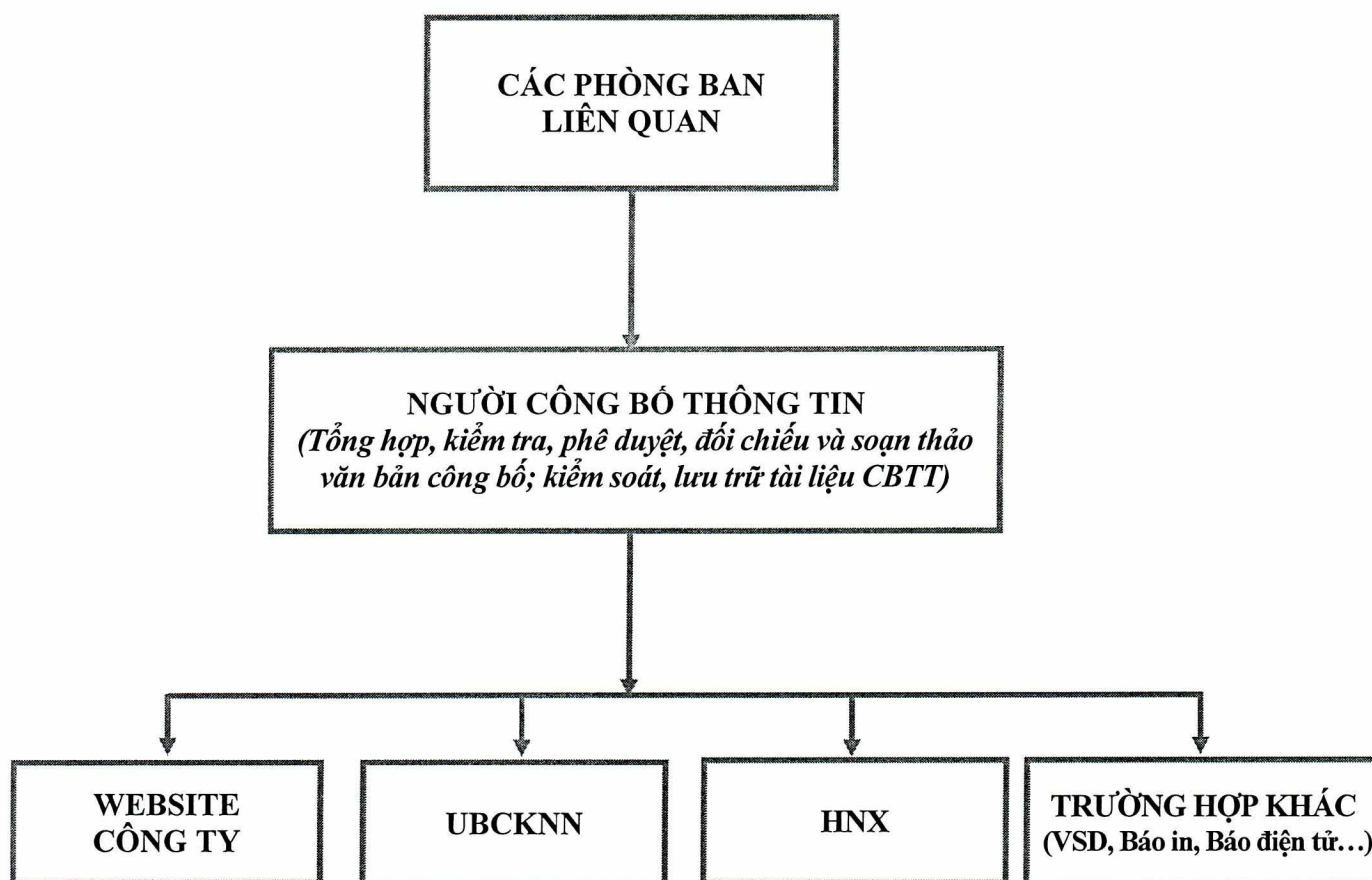 CÁC PHÒNG BAN
LIÊN QUAN
NGƯỜI CÔNG BỐ THÔNG TIN
(Tổng hợp, kiểm tra, phê duyệt, đối chiếu và soạn thảo
văn bản công bố; kiểm soát, lưu trữ tài liệu CBTT)
WEBSITE
CÔNG TY
UBCKNN
HNX
TRƯỜNG HỢP KHÁC
(VSD, Báo in, Báo điện tử…)